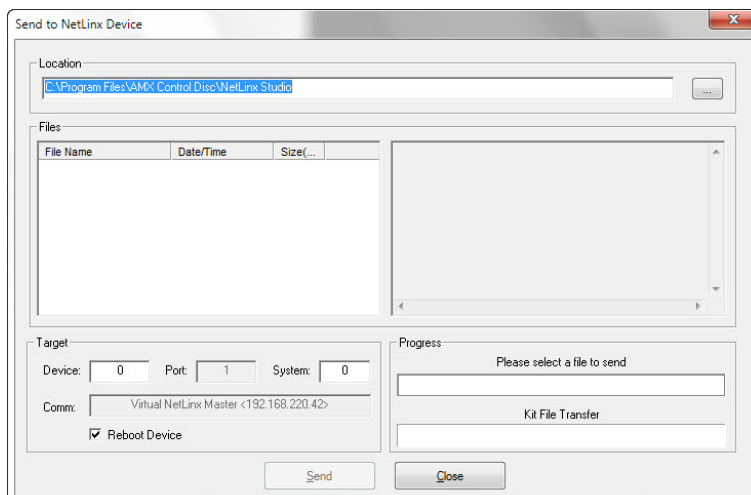 Send to NetLinx Device
Location
C:\Program Files\AMX Control Disc\NetLinx Studio
...
Files
File Name Date/Time Size(...
Target
Device: 0 Port: 1 System: 0
Comm: Virtual NetLinx Master <192.168.220.42>
Reboot Device
Progress
Please select a file to send
Kit File Transfer
Send Close